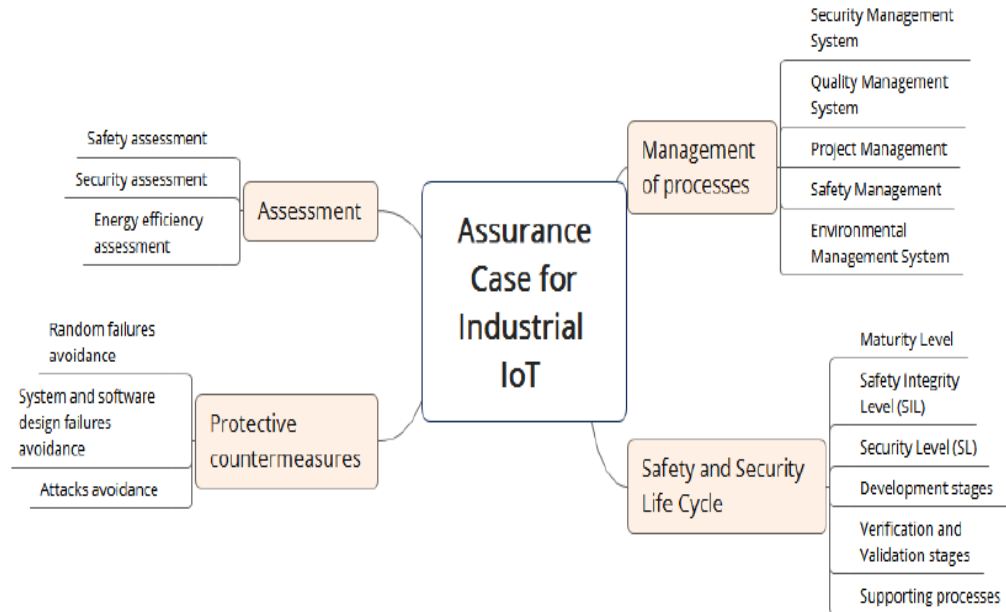 Assurance
Case for
Industrial
IoT
Management
of processes
Security Management
System
Quality Management
System
Project Management
Safety Management
Environmental
Management System
Safety and Security
Life Cycle
Maturity Level
Safety Integrity
Level (SIL)
Security Level (SL)
Development stages
Verification and
Validation stages
Supporting processes
Assessment
Safety assessment
Security assessment
Energy efficiency
assessment
Protective
countermeasures
Random failures
avoidance
System and software
design failures
avoidance
Attacks avoidance